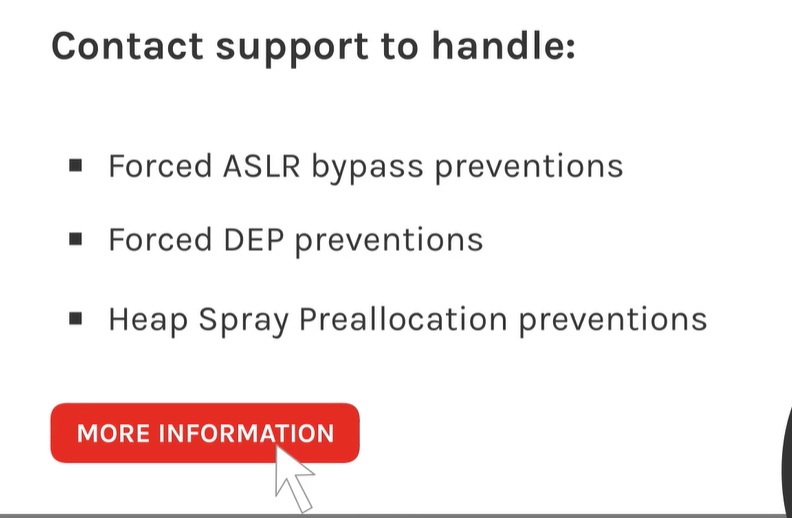 Contact support to handle:
Forced ASLR bypass preventions
Forced DEP preventions
Heap Spray Preallocation preventions
MORE INFORMATION